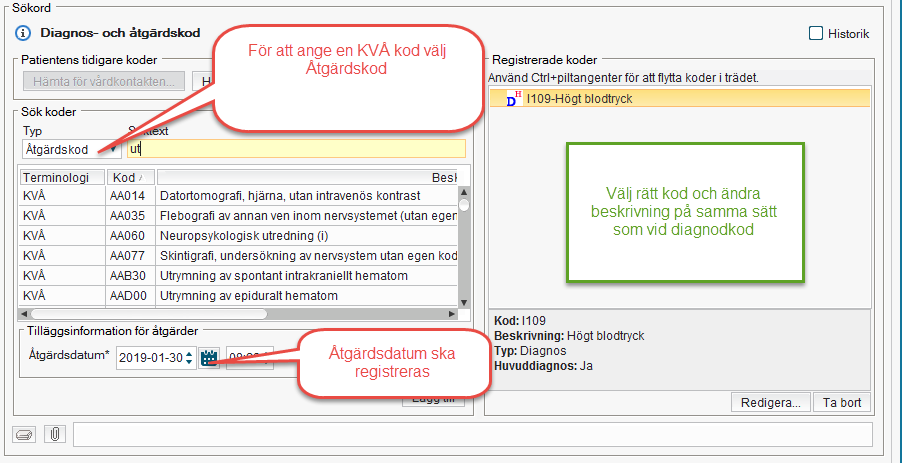 Sökord
Diagnos- och åtgärdskod
Historik
Patientens tidigare koder
Hämta för vårdkontakten...
För att ange en KVÅ kod välj
Åtgärdskod
Sök koder
Typ
Åtgärdskod
ut
Terminologi Kod Besk
KVÅ AA014 Datortomografi, hjärna, utan intravenös kontrast
KVÅ AA035 Flebografi av annan ven inom nervsystemet (utan egen
KVÅ AA060 Neuropsykologisk utredning (i)
KVÅ AA077 Skintigrafi, undersökning av nervsystem utan egen kod
KVÅ AAB30 Utrymning av spontant intrakraniellt hematom
KVÅ AAD00 Utrymning av epiduralt hematom
Tilläggsinformation för åtgärder
Åtgärdsdatum* 2019-01-30
Åtgärdsdatum ska
registreras
Lägg till
Registrerade koder
Använd Ctrl+piltangenter för att flytta koder i trädet.
DH I109-Högt blodtryck
Välj rätt kod och ändra
beskrivning på samma sätt
som vid diagnodkod
Kod: I109
Beskrivning: Högt blodtryck
Typ: Diagnos
Huvuddiagnos: Ja
Redigera... Ta bort